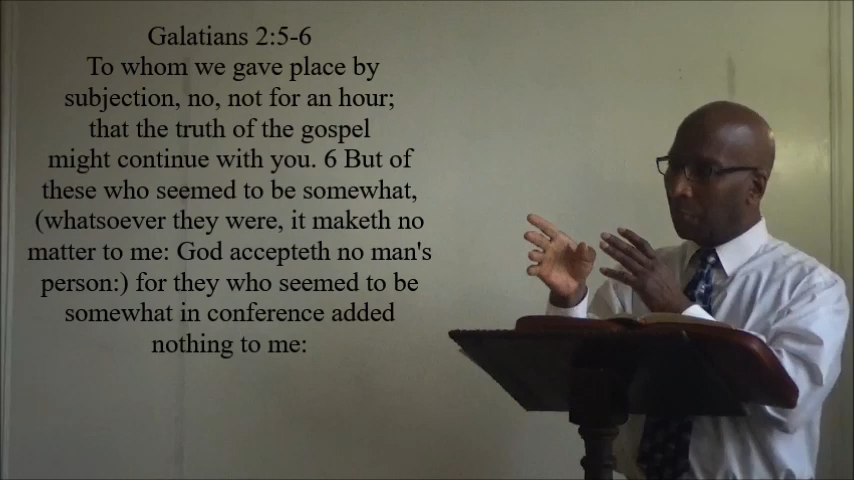 Galatians 2:5-6
To whom we gave place by
subjection, no, not for an hour;
that the truth of the gospel
might continue with you. 6 But of
these who seemed to be somewhat,
(whatsoever they were, it maketh no
matter to me: God accepteth no man's
person:) for they who seemed to be
somewhat in conference added
nothing to me: